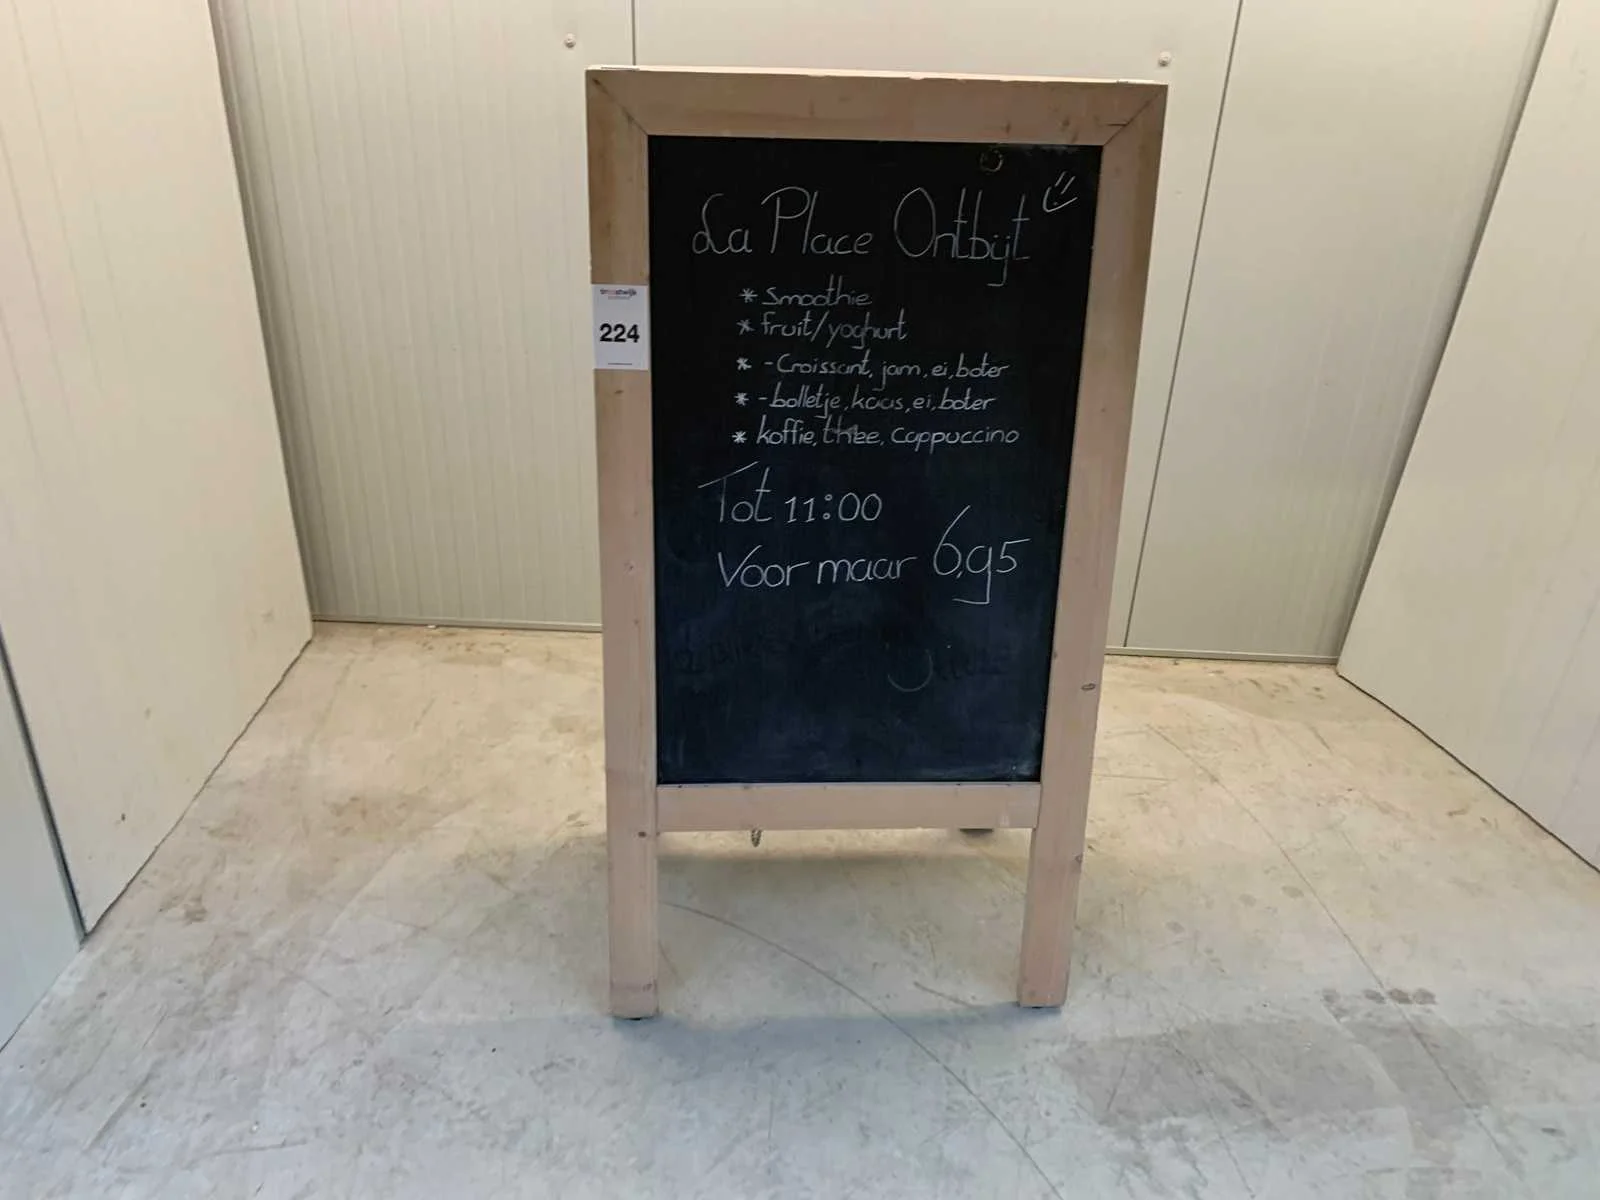 La Place Ontbijt
* Smoothie
* fruit/yoghurt
* -Croissant, jam, ei, boter
* -bolletje, kaas, ei, boter
* koffie, thee, Cappuccino
Tot 11:00
Voor maar 6,95
224